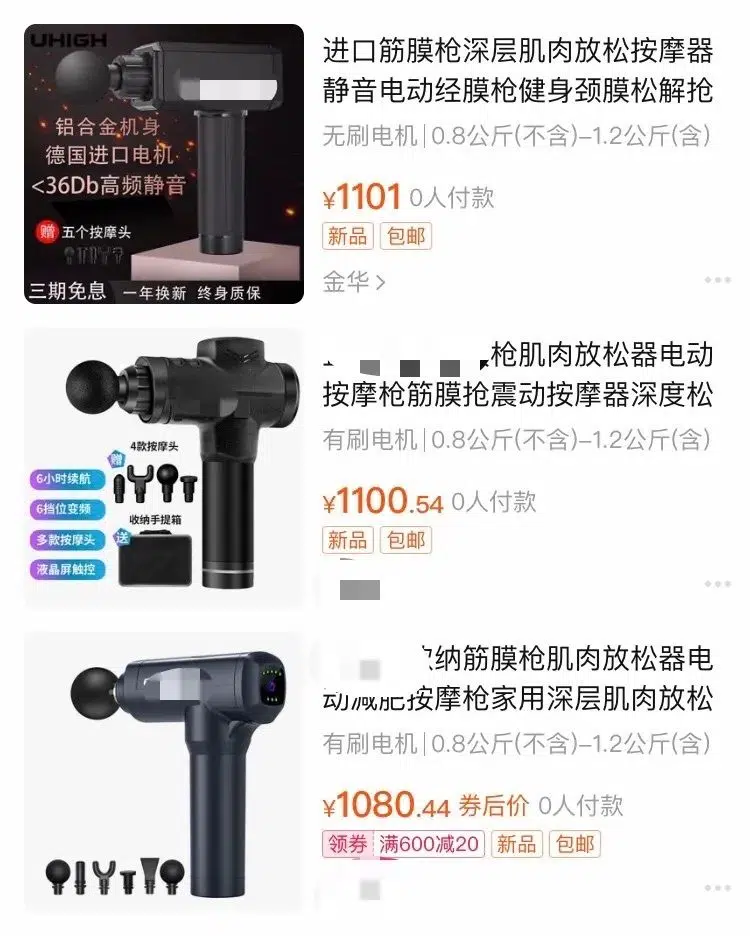 UHIGH
铝合金机身
德国进口电机
<36Db高频静音
赠 五个按摩头
三期免息 一年换新 终身质保
进口筋膜枪深层肌肉放松按摩器
静音电动经膜枪健身颈膜松解抢
无刷电机|0.8公斤(不含)–1.2公斤(含)
¥1101 0人付款
新品 包邮
金华 >
4款按摩头
赠
6小时续航
6挡位变频
收纳手提箱
多款按摩头
送
液晶屏触控
枪肌肉放松器电动
按摩枪筋膜抢震动按摩器深度松
有刷电机|0.8公斤(不含)–1.2公斤(含)
¥1100.54 0人付款
新品 包邮
纳筋膜枪肌肉放松器电
动减肥按摩枪家用深层肌肉放松
有刷电机|0.8公斤(不含)–1.2公斤(含)
¥1080.44 券后价 0人付款
领券 满600减20 新品 包邮